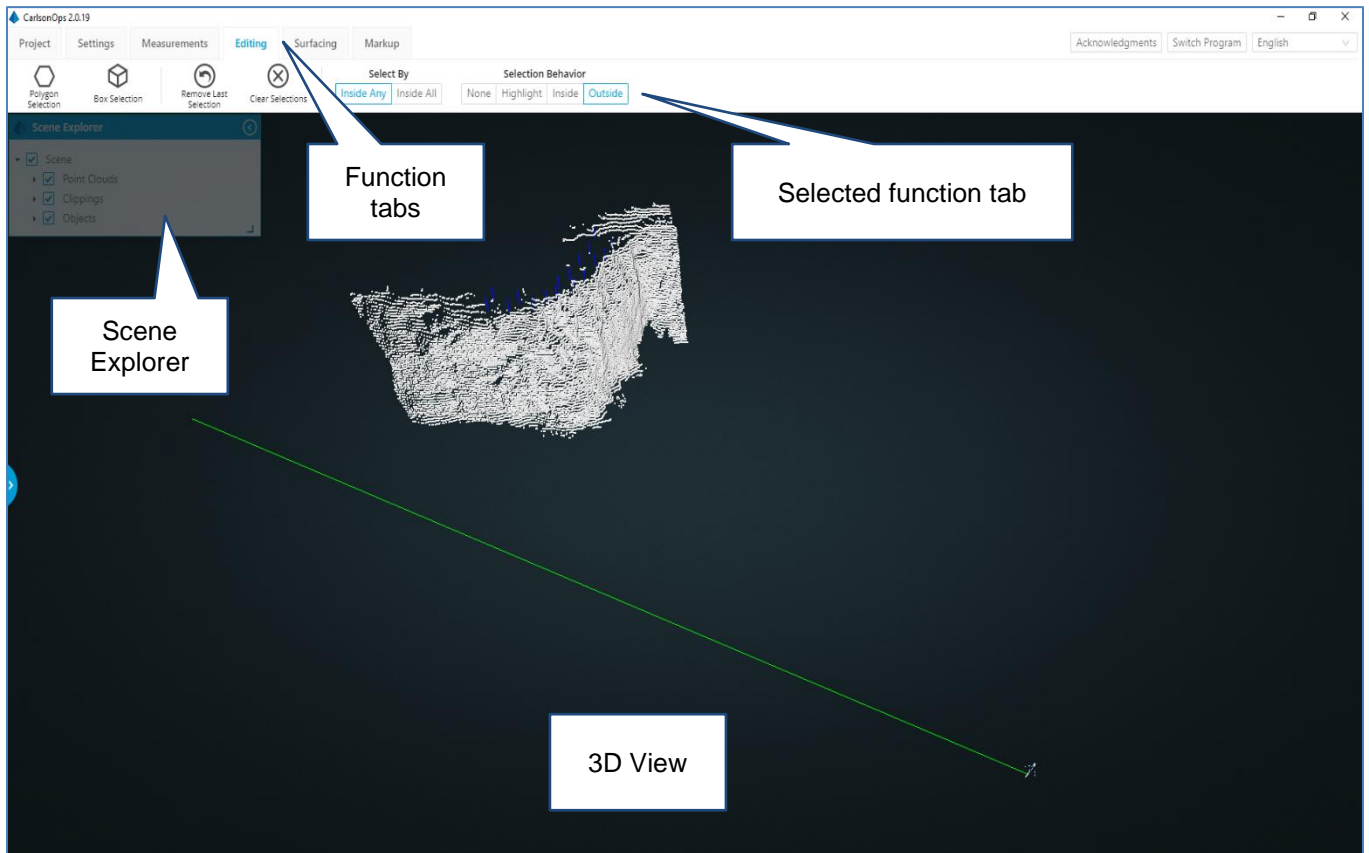 CarlsonOps 2.0.19
Project Settings Measurements Editing Surfacing Markup
Acknowledgments Switch Program English
Polygon
Selection
Box Selection
Remove Last
Selection
Clear Selections
Select By
Inside Any Inside All
Selection Behavior
None Highlight Inside Outside
Scene Explorer
Scene
Point Clouds
Clippings
Objects
Function
tabs
Selected function tab
Scene
Explorer
3D View